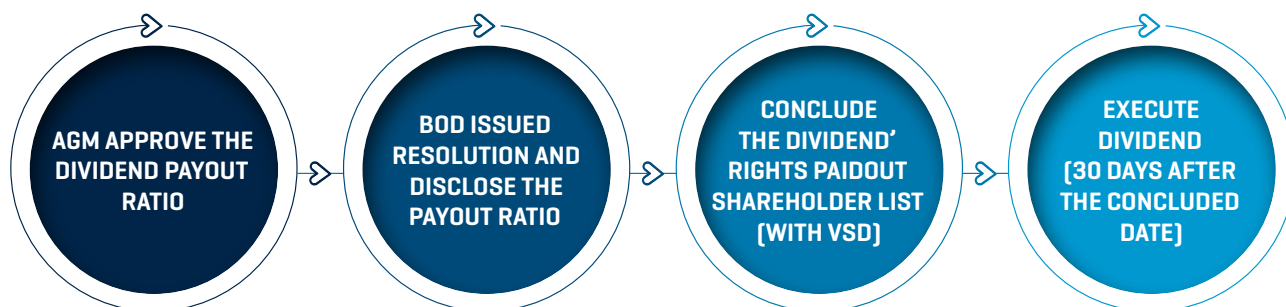 AGM APPROVE THE
DIVIDEND PAYOUT
RATIO
BOD ISSUED
RESOLUTION AND
DISCLOSE THE
PAYOUT RATIO
CONCLUDE
THE DIVIDEND’
RIGHTS PAIDOUT
SHAREHOLDER LIST
(WITH VSD)
EXECUTE
DIVIDEND
(30 DAYS AFTER
THE CONCLUDED
DATE)